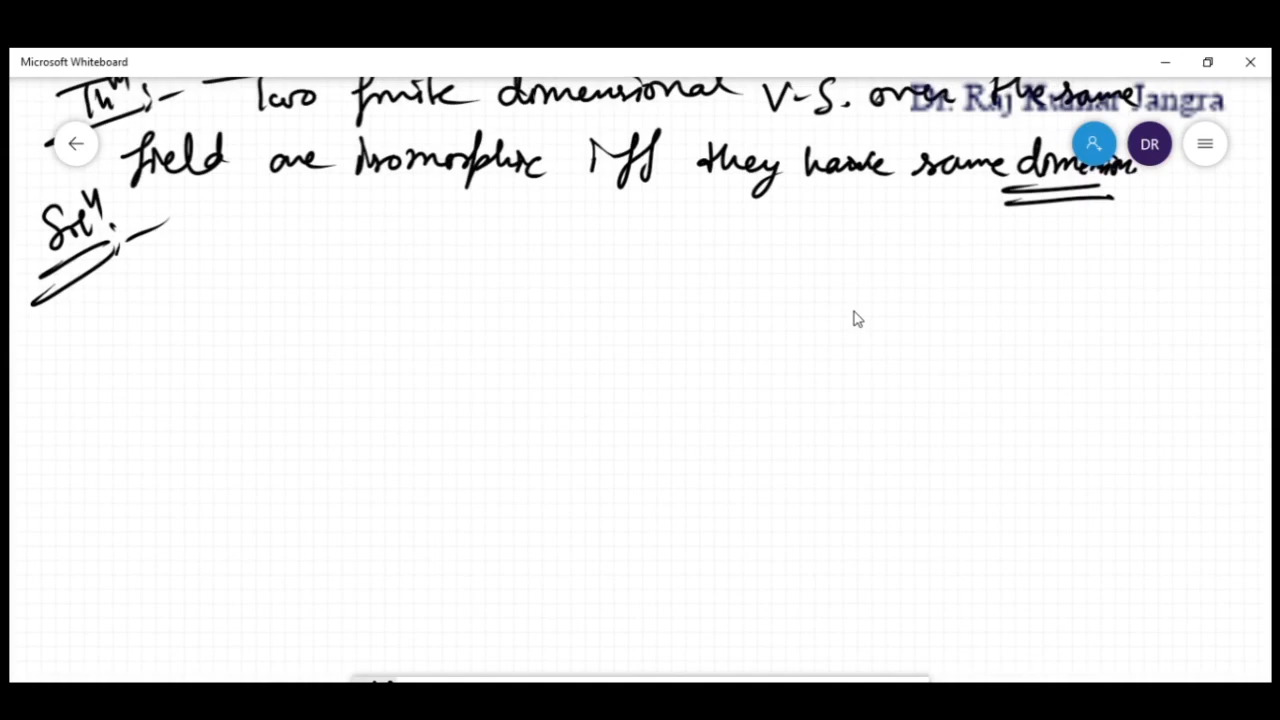 Microsoft Whiteboard
Thm :- Two finite dimensional V.S. over the same
Dr. Raj Kumar Jangra
field are isomorphic iff they have same dimension
DR
Soln :-